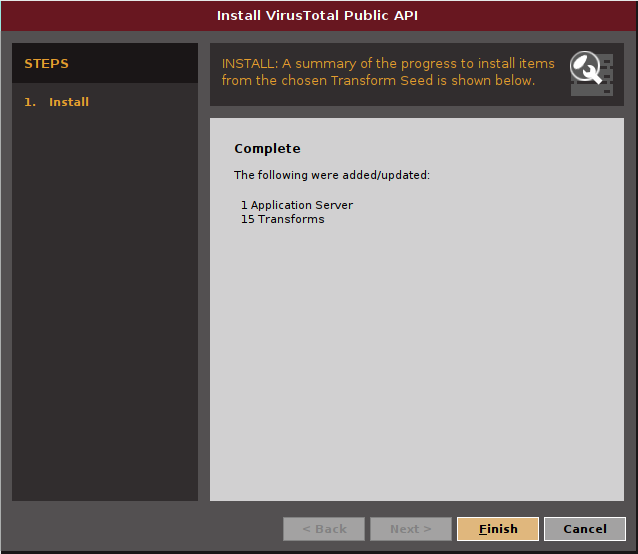 Install VirusTotal Public API
STEPS
1. Install
INSTALL: A summary of the progress to install items
from the chosen Transform Seed is shown below.
Complete
The following were added/updated:
1 Application Server
15 Transforms
< Back
Next >
Finish
Cancel